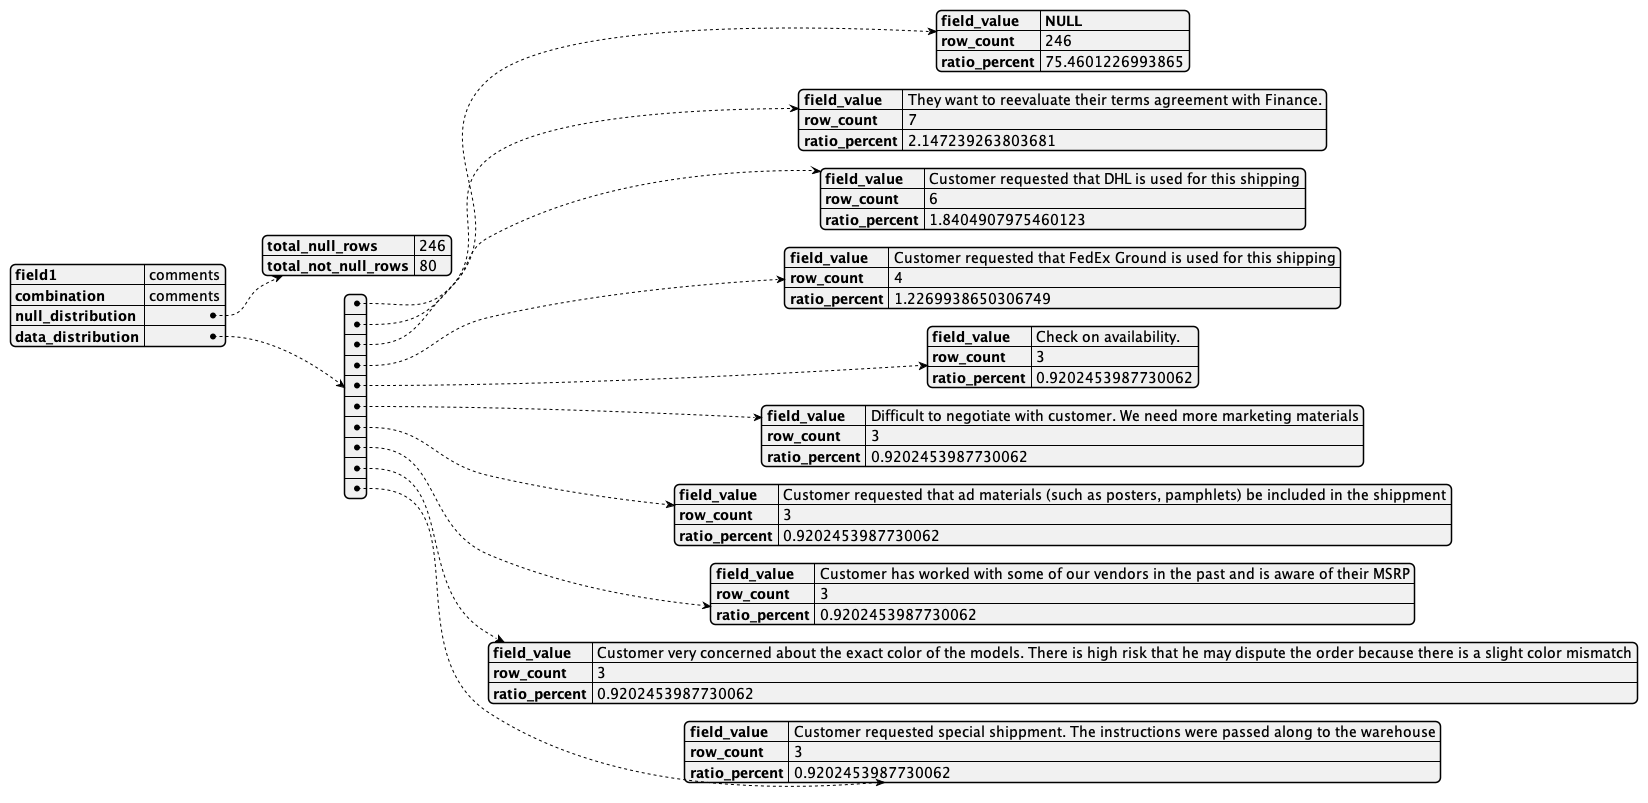 field1 comments
combination comments
null_distribution
data_distribution
total_null_rows 246
total_not_null_rows 80
field_value NULL
row_count 246
ratio_percent 75.4601226993865
field_value They want to reevaluate their terms agreement with Finance.
row_count 7
ratio_percent 2.147239263803681
field_value Customer requested that DHL is used for this shipping
row_count 6
ratio_percent 1.8404907975460123
field_value Customer requested that FedEx Ground is used for this shipping
row_count 4
ratio_percent 1.2269938650306749
field_value Check on availability.
row_count 3
ratio_percent 0.9202453987730062
field_value Difficult to negotiate with customer. We need more marketing materials
row_count 3
ratio_percent 0.9202453987730062
field_value Customer requested that ad materials (such as posters, pamphlets) be included in the shippment
row_count 3
ratio_percent 0.9202453987730062
field_value Customer has worked with some of our vendors in the past and is aware of their MSRP
row_count 3
ratio_percent 0.9202453987730062
field_value Customer very concerned about the exact color of the models. There is high risk that he may dispute the order because there is a slight color mismatch
row_count 3
ratio_percent 0.9202453987730062
field_value Customer requested special shippment. The instructions were passed along to the warehouse
row_count 3
ratio_percent 0.9202453987730062